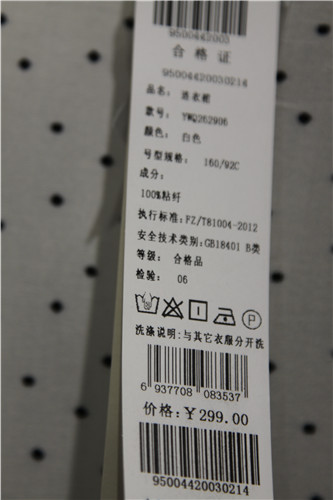 9500442003
合格证
95004420030214
品名: 连衣裙
款号: YWQ262906
颜色: 白色
号型规格: 160/92C
成分:
100%粘纤
执行标准:FZ/T81004-2012
安全技术类别:GB18401 B类
等级: 合格品
检验: 06
P
洗涤说明:与其它衣服分开洗
6 937708 083537
价格:￥299.00
95004420030214